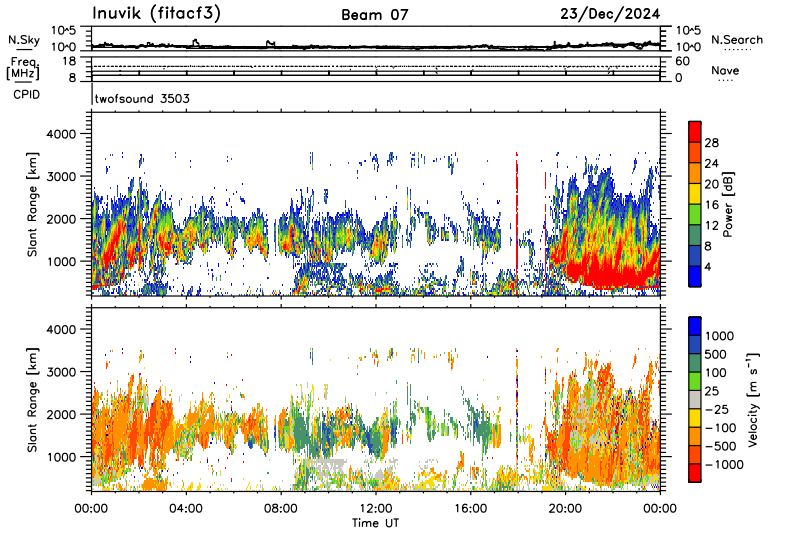 Inuvik (fitacf3)
Beam 07
23/Dec/2024
N.Sky
10^5
10^0
10^5
10^0
N.Search
Freq.
[MHz]
18
8
60
0
Nave
CPID
twofsound 3503
Slant Range [km]
4000
3000
2000
1000
Power [dB]
28
24
20
16
12
8
4
Slant Range [km]
4000
3000
2000
1000
Velocity [m s⁻¹]
1000
500
100
25
−25
−100
−500
−1000
00:00
04:00
08:00
12:00
16:00
20:00
00:00
Time UT